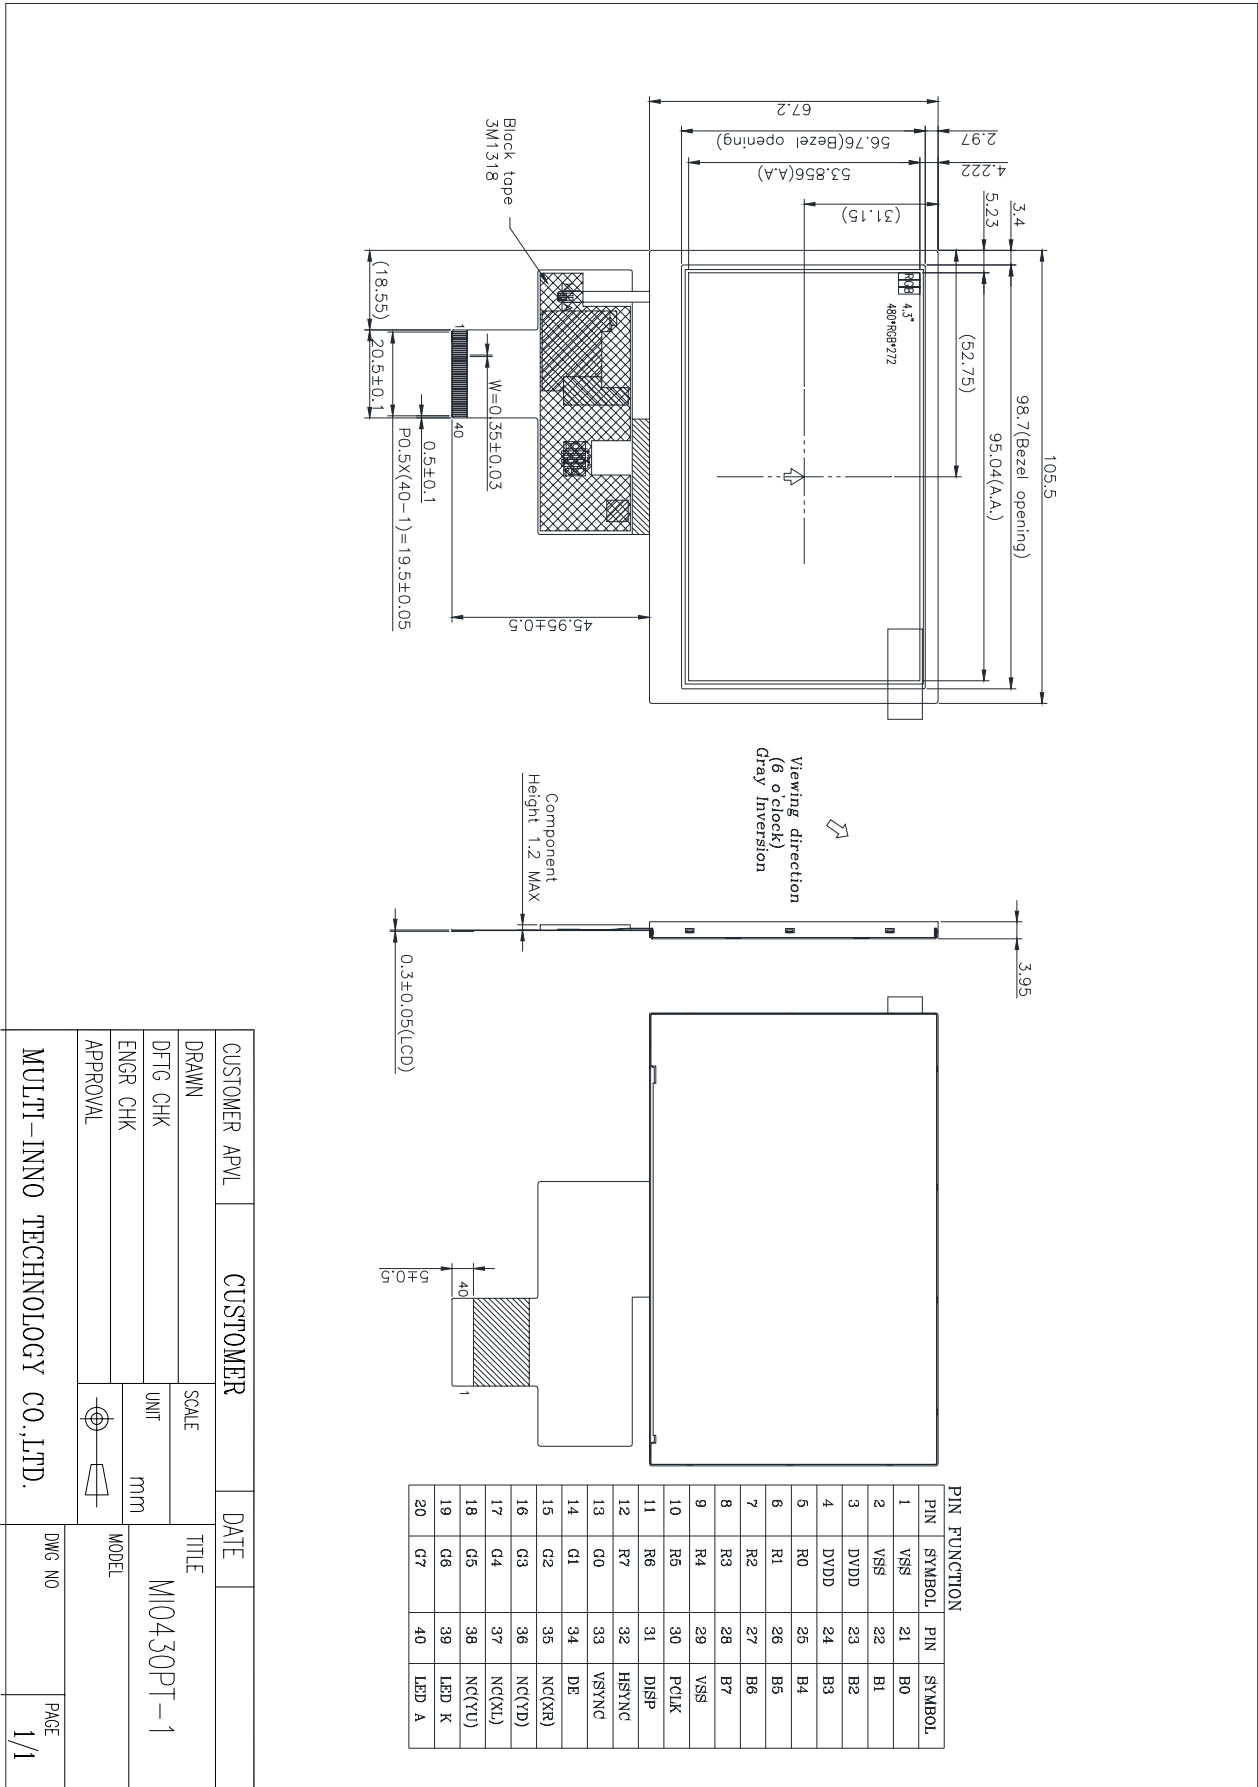 105.5
98.7(Bezel opening)
95.04(A.A.)
(52.75)
3.4
5.23
67.2
56.76(Bezel opening)
2.97
53.856(A.A)
4.222
(31.15)
RGB
4.3"
480*RGB*272
Black tape
3M1318
(18.55)
20.5±0.1
1
40
W=0.35±0.03
0.5±0.1
P0.5X(40-1)=19.5±0.05
45.95±0.5
Viewing direction
(6 o'clock)
Gray Inversion
Component
Height 1.2 MAX
3.95
0.3±0.05(LCD)
5±0.5
40
1
PIN FUNCTION
PIN SYMBOL PIN SYMBOL
1 VSS 21 B0
2 VSS 22 B1
3 DVDD 23 B2
4 DVDD 24 B3
5 R0 25 B4
6 R1 26 B5
7 R2 27 B6
8 R3 28 B7
9 R4 29 VSS
10 R5 30 PCLK
11 R6 31 DISP
12 R7 32 HSYNC
13 G0 33 VSYNC
14 G1 34 DE
15 G2 35 NC(XR)
16 G3 36 NC(YD)
17 G4 37 NC(XL)
18 G5 38 NC(YU)
19 G6 39 LED K
20 G7 40 LED A
CUSTOMER APVL CUSTOMER DATE
DRAWN
DFTG CHK
ENGR CHK
APPROVAL
SCALE
UNIT
mm
TITLE
MI0430PT-1
MODEL
MULTI-INNO TECHNOLOGY CO.,LTD.
DWG NO
PAGE
1/1